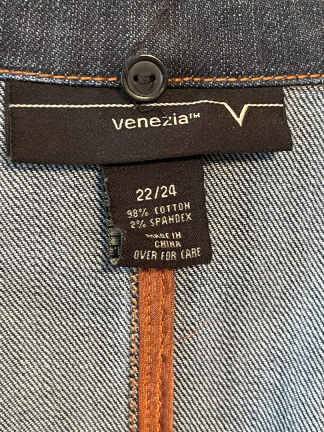 venezia™
22/24
98% COTTON
2% SPANDEX
MADE IN
CHINA
OVER FOR CARE